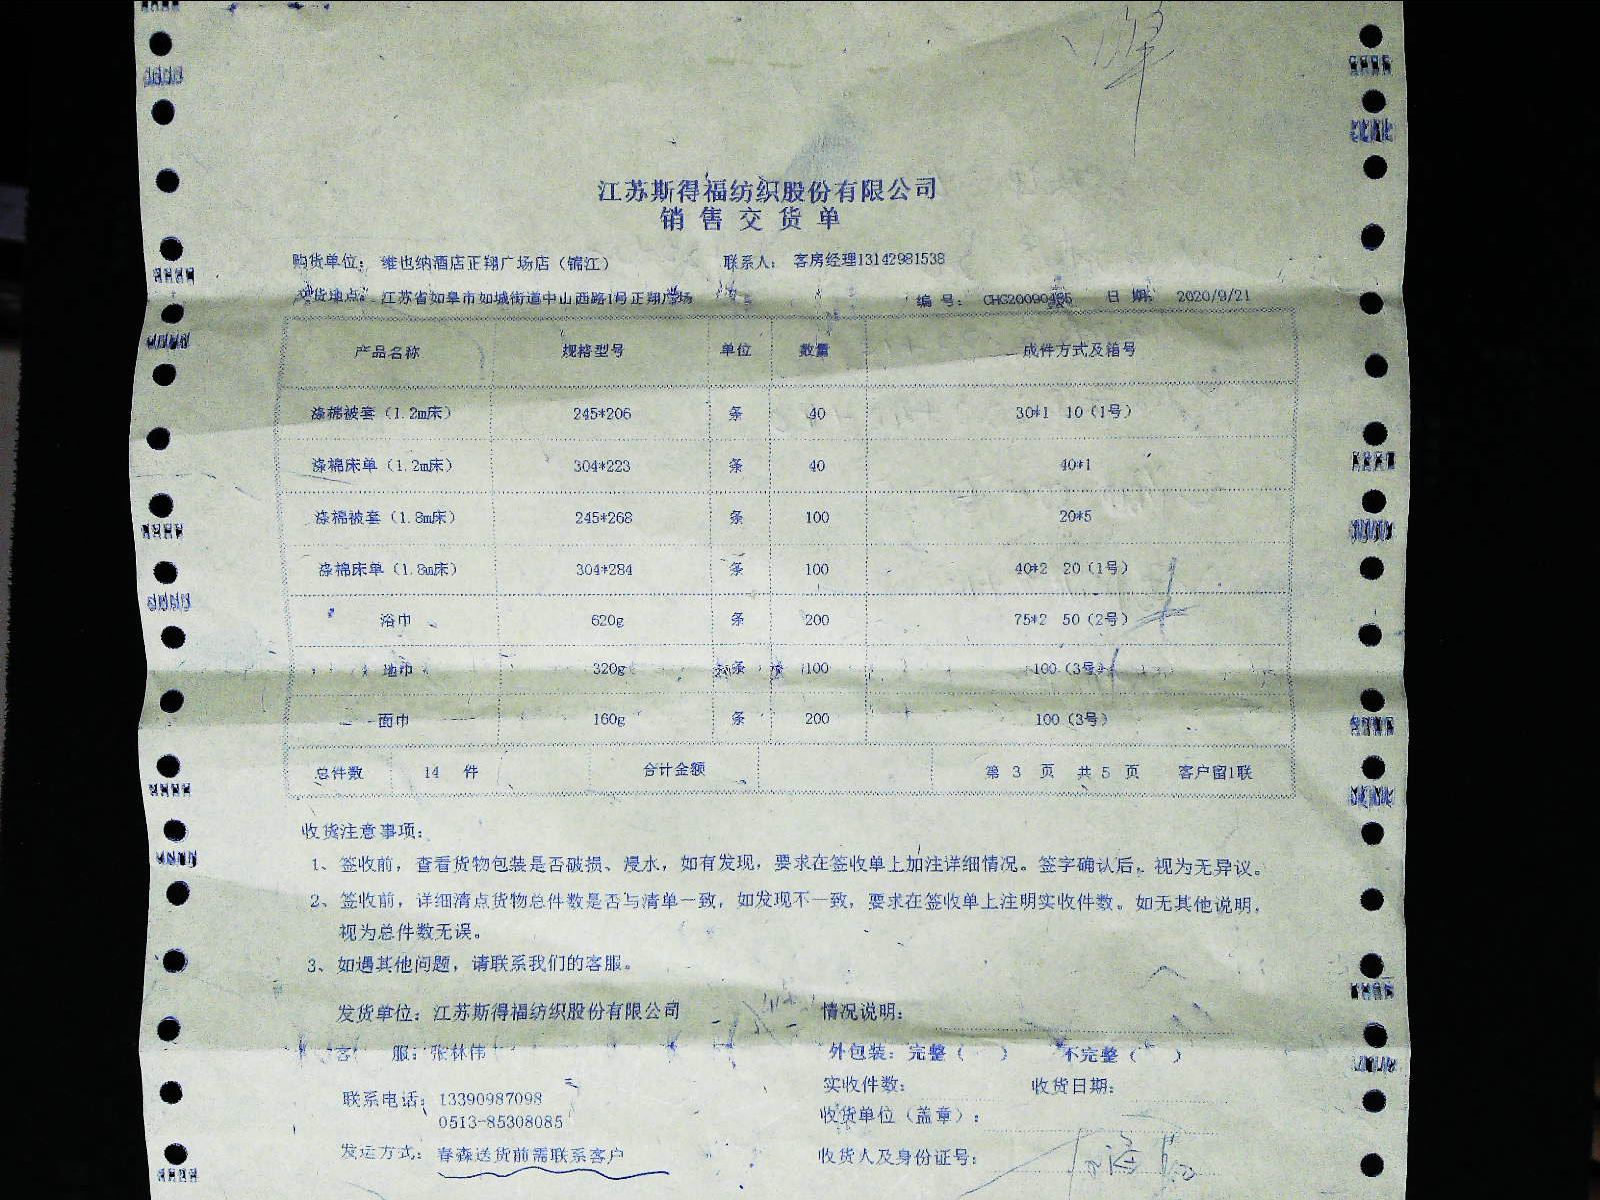 江苏斯得福纺织股份有限公司
销售交货单
购货单位：维也纳酒店正翔广场店（锦江） 联系人：客房经理13142981538
交货地点：江苏省如皋市如城街道中山西路1号正翔广场 编号：CHG20090455 日期：2020/9/21
产品名称 规格型号 单位 数量 成件方式及箱号
涤棉被套（1.2m床） 245*206 条 40 30*1 10（1号）
涤棉床单（1.2m床） 304*223 条 40 40*1
涤棉被套（1.8m床） 245*268 条 100 20*5
涤棉床单（1.8m床） 304*284 条 100 40*2 20（1号）
浴巾 620g 条 200 75*2 50（2号）
地巾 320g 条 100 100（3号）
面巾 160g 条 200 100（3号）
总件数 14 件 合计金额 第 3 页 共 5 页 客户留1联
收货注意事项：
1、签收前，查看货物包装是否破损、浸水，如有发现，要求在签收单上加注详细情况。签字确认后，视为无异议。
2、签收前，详细清点货物总件数是否与清单一致，如发现不一致，要求在签收单上注明实收件数。如无其他说明，
视为总件数无误。
3、如遇其他问题，请联系我们的客服。
发货单位：江苏斯得福纺织股份有限公司 情况说明：
客 服：张林伟 外包装：完整（ ） 不完整（ ）
实收件数： 收货日期：
联系电话：13390987098
收货单位（盖章）：
0513-85308085
发运方式：春森送货前需联系客户 收货人及身份证号：